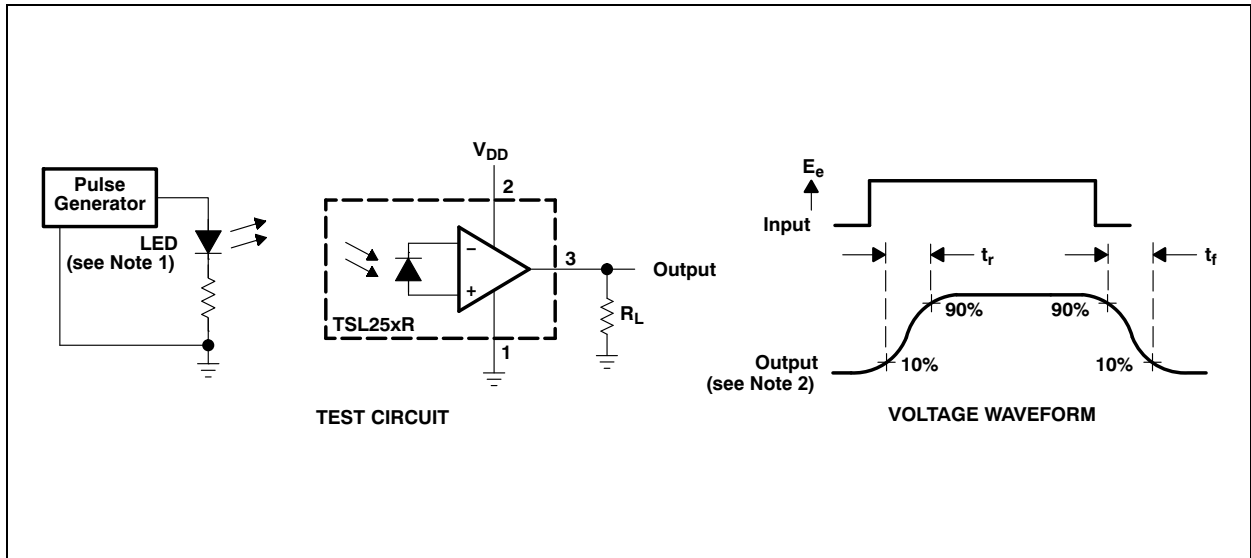 Pulse
Generator
LED
(see Note 1)
V_DD
2
−
+
3
Output
R_L
TSL25xR
1
TEST CIRCUIT
E_e
Input
t_r
t_f
90%
90%
Output
(see Note 2)
10%
10%
VOLTAGE WAVEFORM